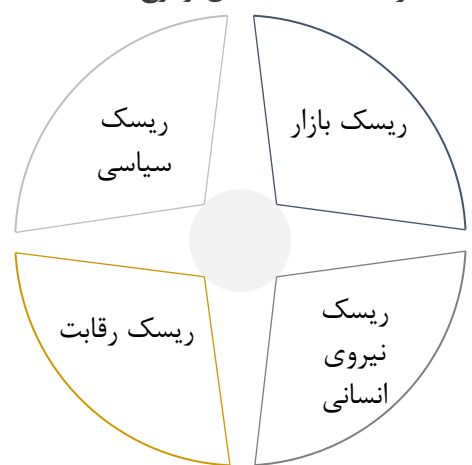 ریسک بازار
ریسک
سیاسی
ریسک
نیروی
انسانی
ریسک رقابت